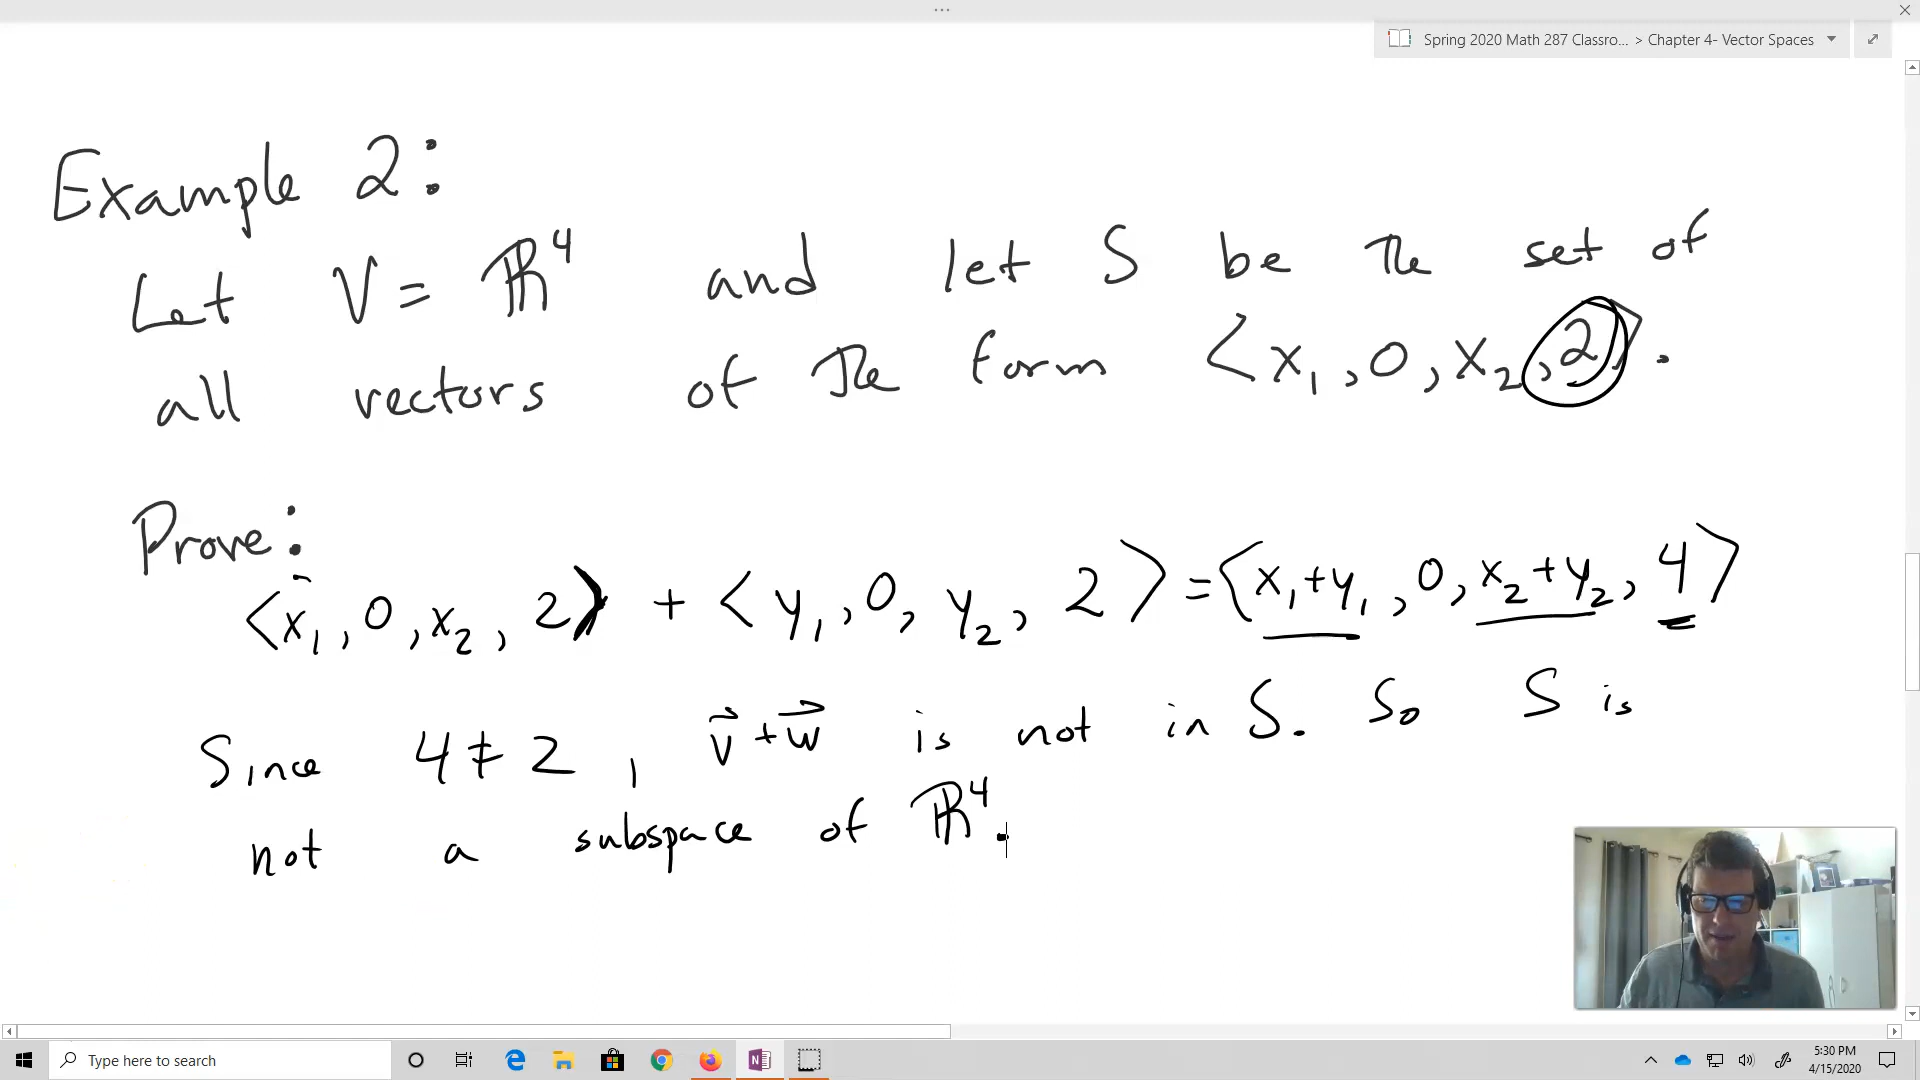 Spring 2020 Math 287 Classro... > Chapter 4- Vector Spaces
Example 2:
Let V = ℝ⁴ and let S be the set of
all vectors of the form ⟨x₁, 0, x₂, 2⟩.
Prove:
⟨x₁, 0, x₂, 2⟩ + ⟨y₁, 0, y₂, 2⟩ = ⟨x₁+y₁, 0, x₂+y₂, 4⟩
Since 4 ≠ 2, v⃗ + w⃗ is not in S. So S is
not a subspace of ℝ⁴.
Type here to search
5:30 PM
4/15/2020